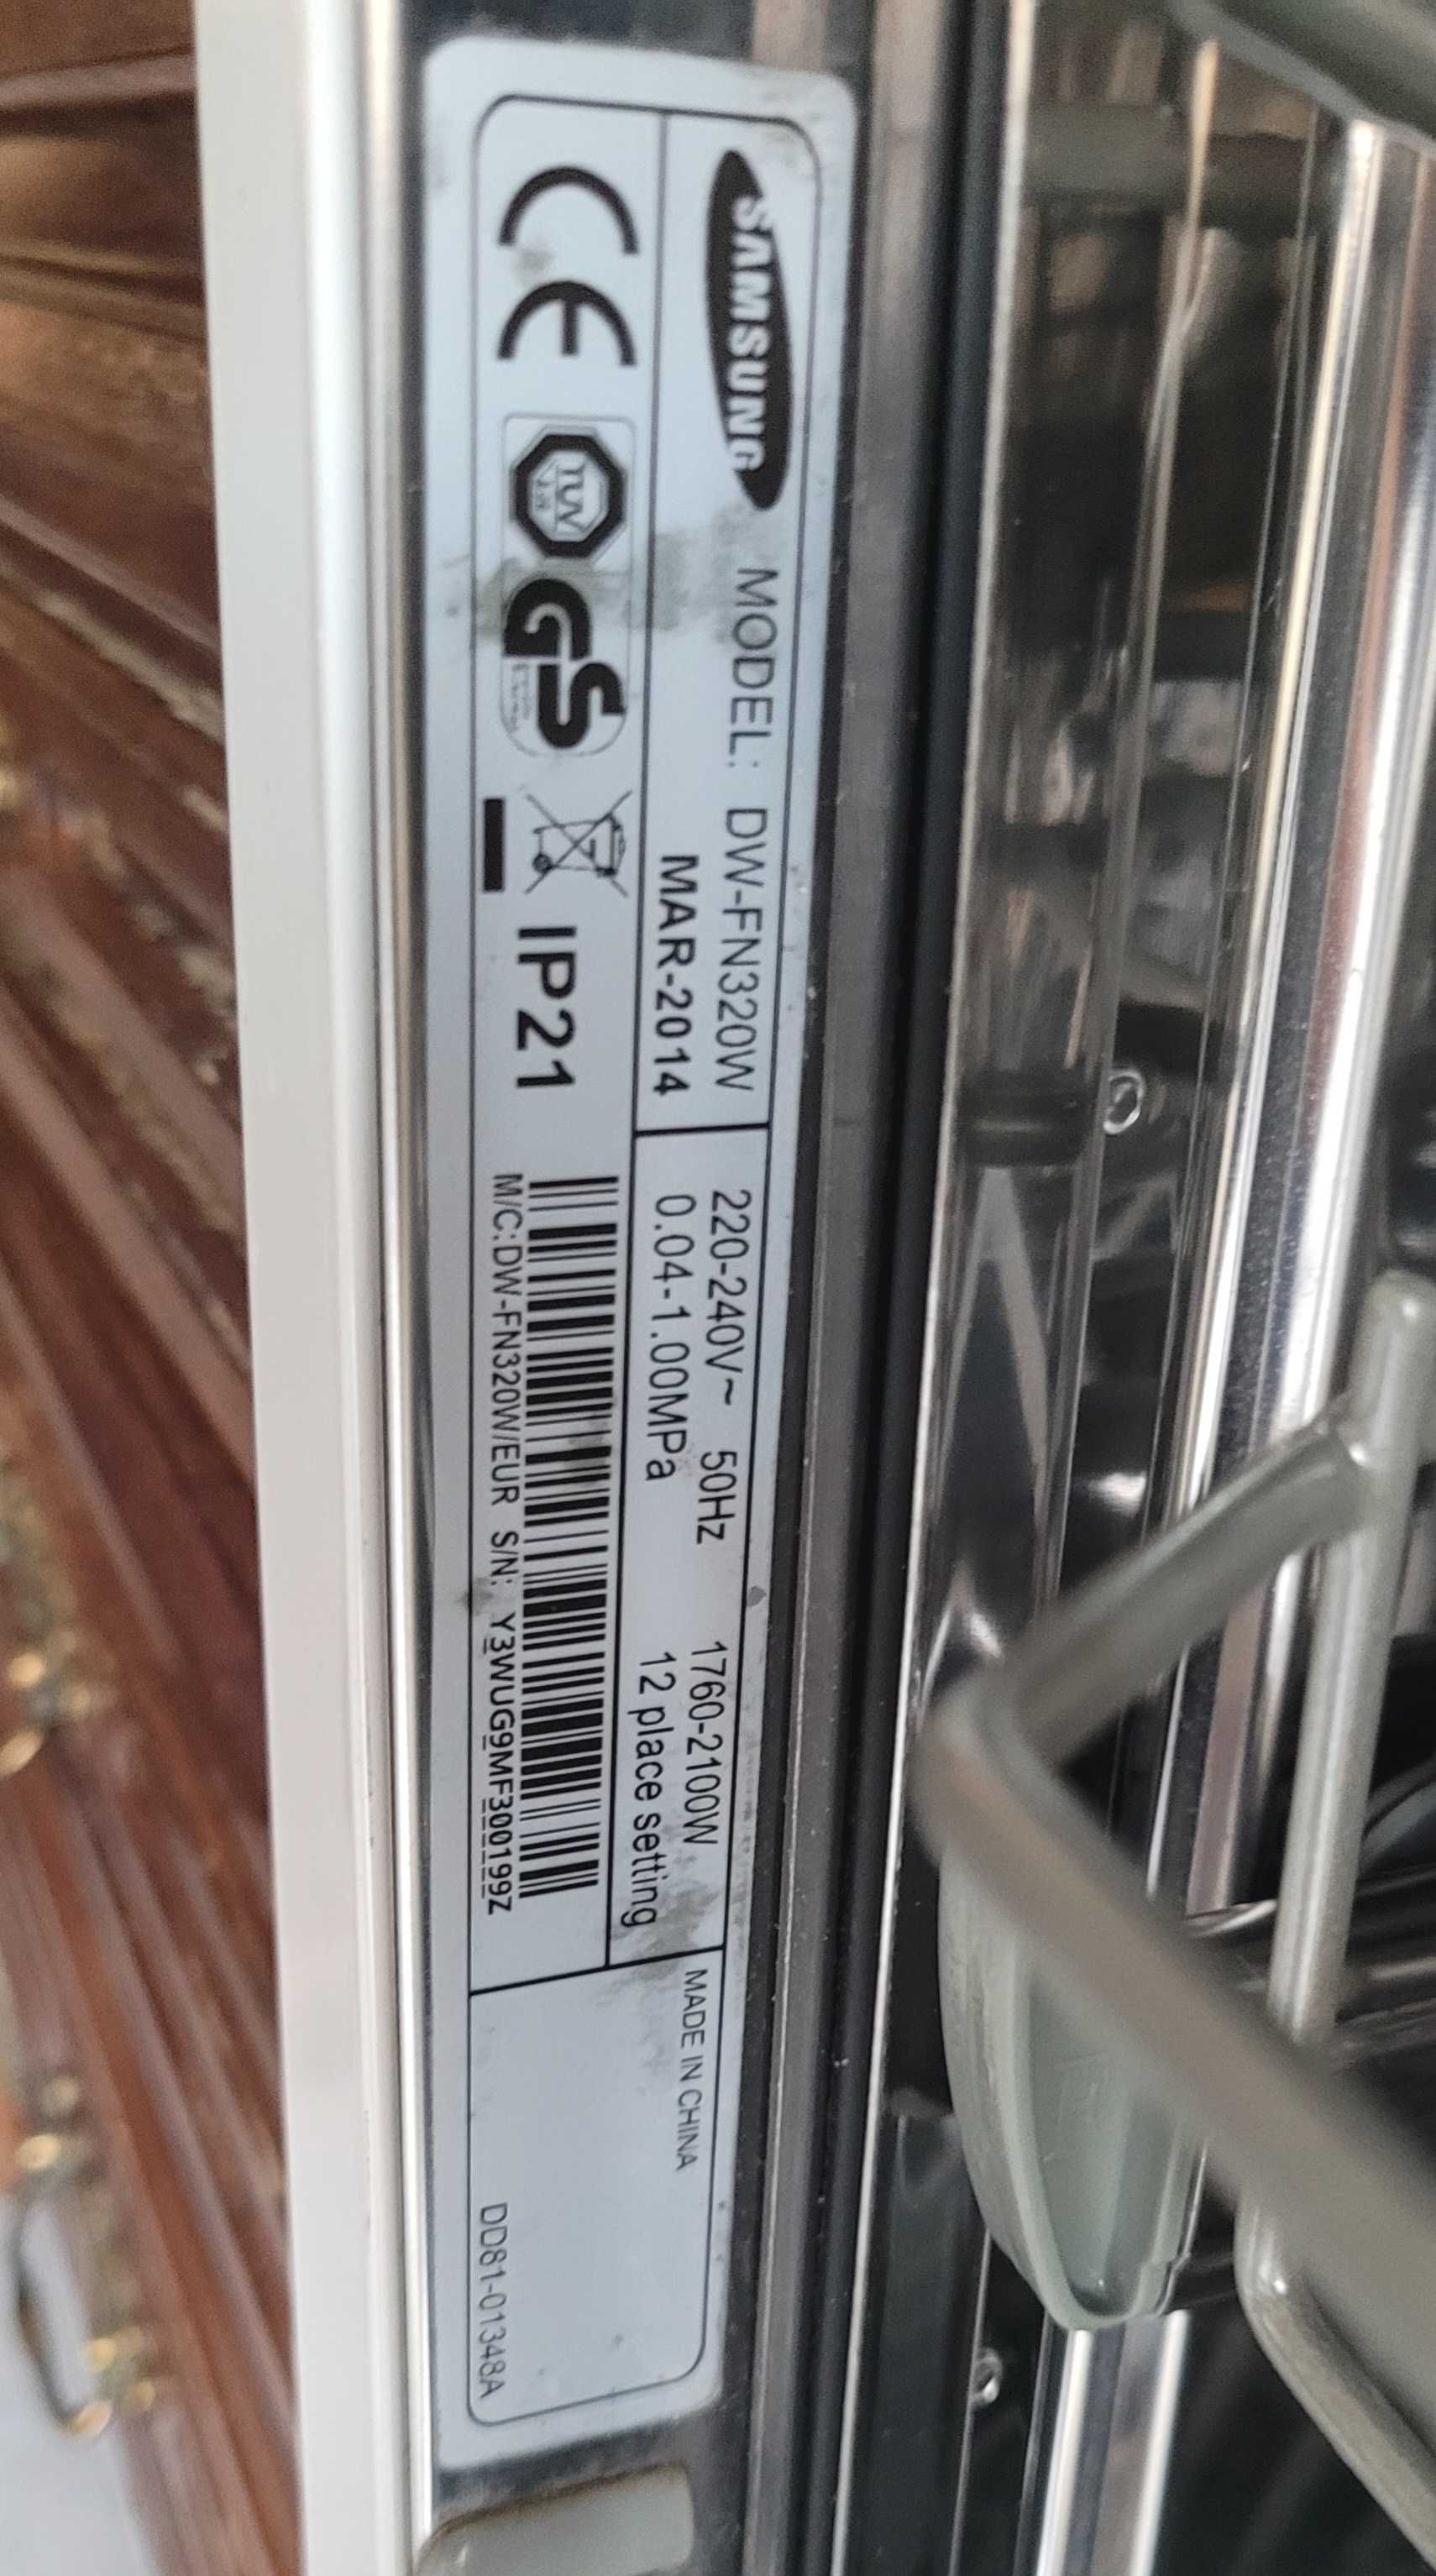 SAMSUNG MODEL: DW-FN320W
MAR-2014
220-240V~ 50Hz 1760-2100W
0.04-1.00MPa 12 place setting
MADE IN CHINA
CE TUV GS IP21
M/C:DW-FN320W/EUR S/N: Y3WUG9MF300199Z
DD81-01348A